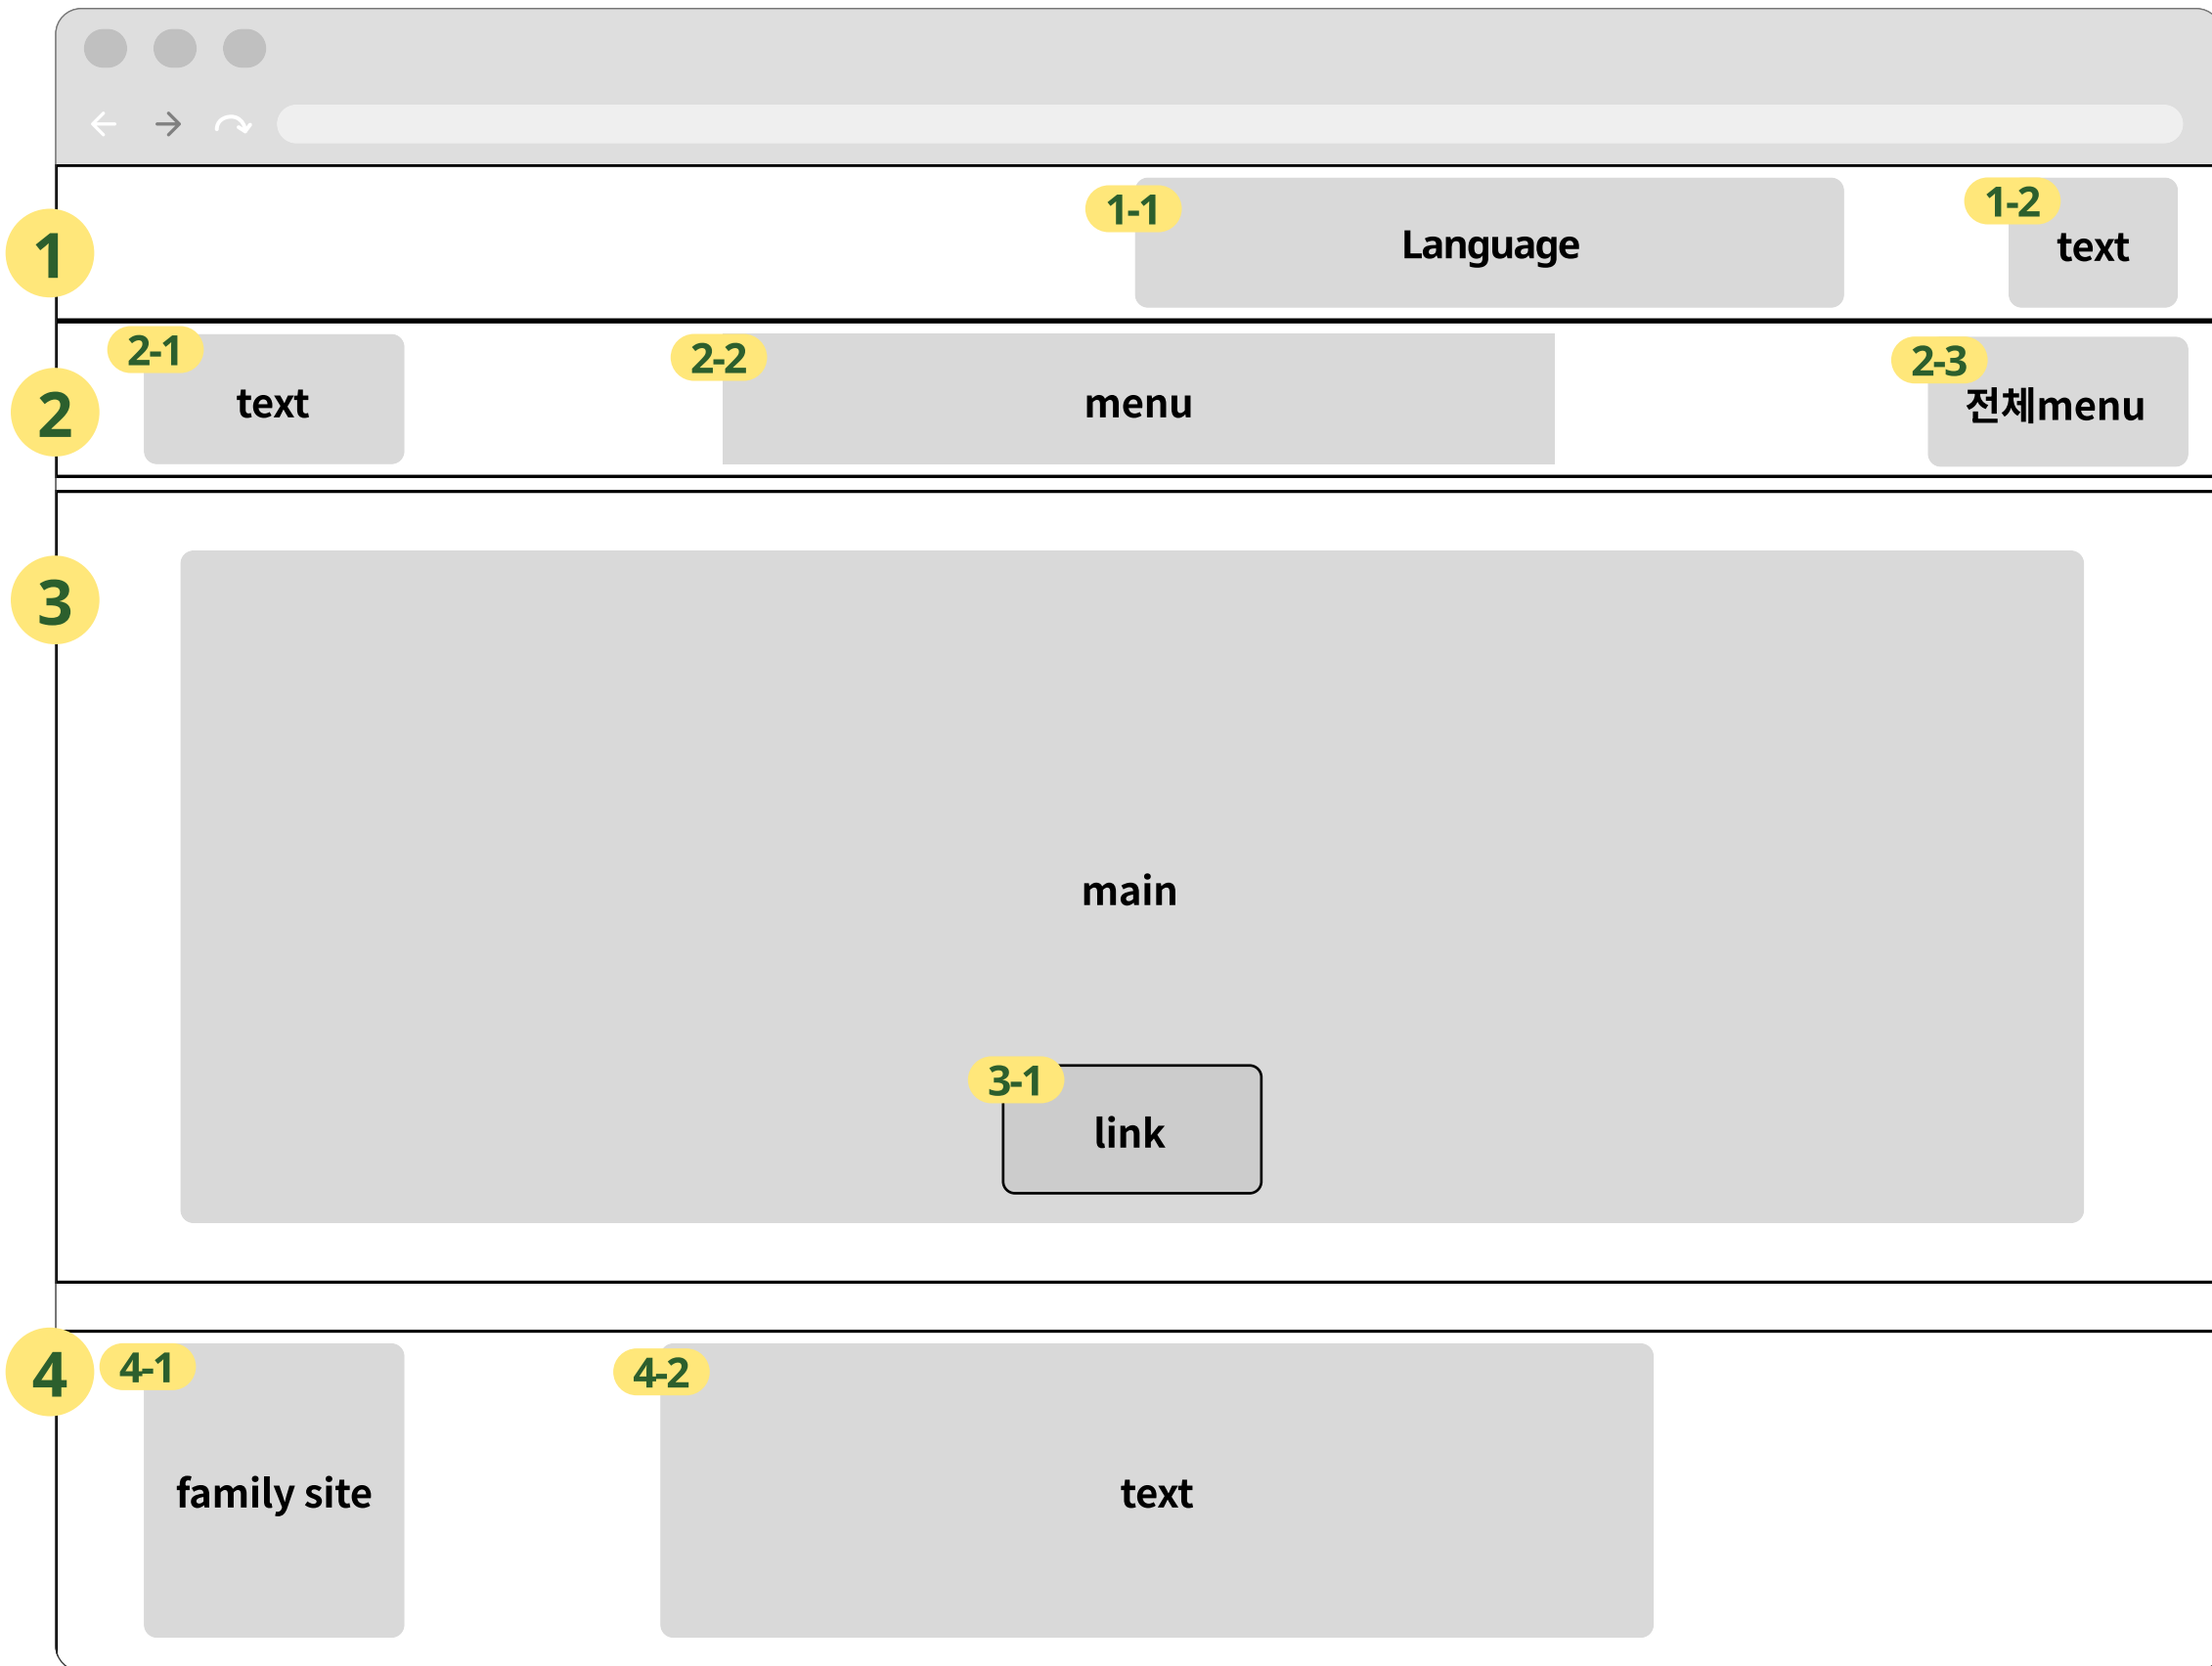 1
1-1
Language
1-2
text
2
2-1
text
2-2
menu
2-3
전체menu
3
main
3-1
link
4
4-1
family site
4-2
text